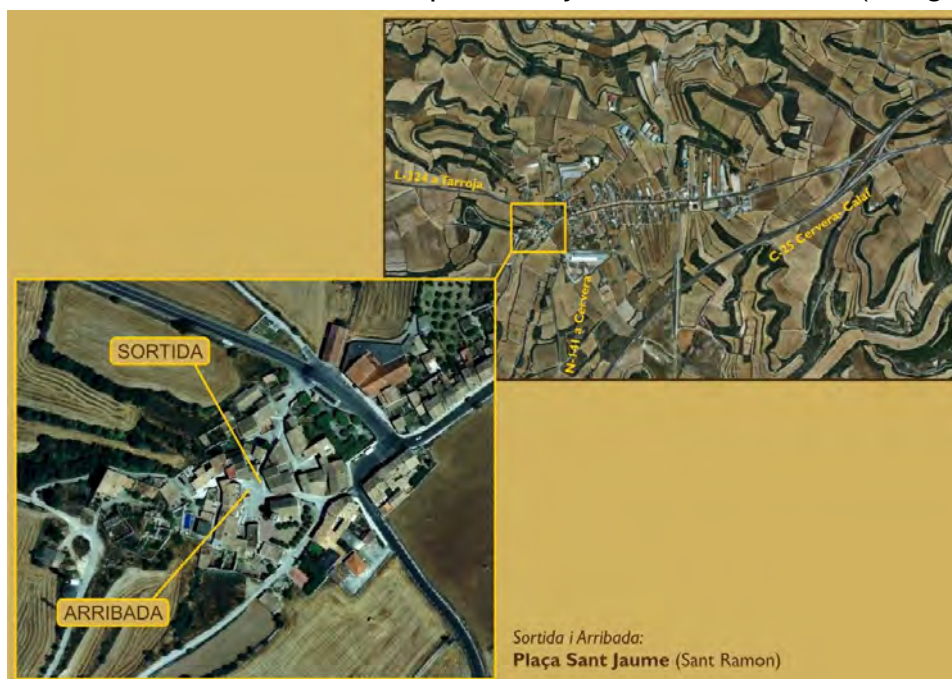 L-324 a Tarroja
C-25 Cervera- Calaf
N-141 a Cervera
SORTIDA
ARRIBADA
Sortida i Arribada:
Plaça Sant Jaume (Sant Ramon)